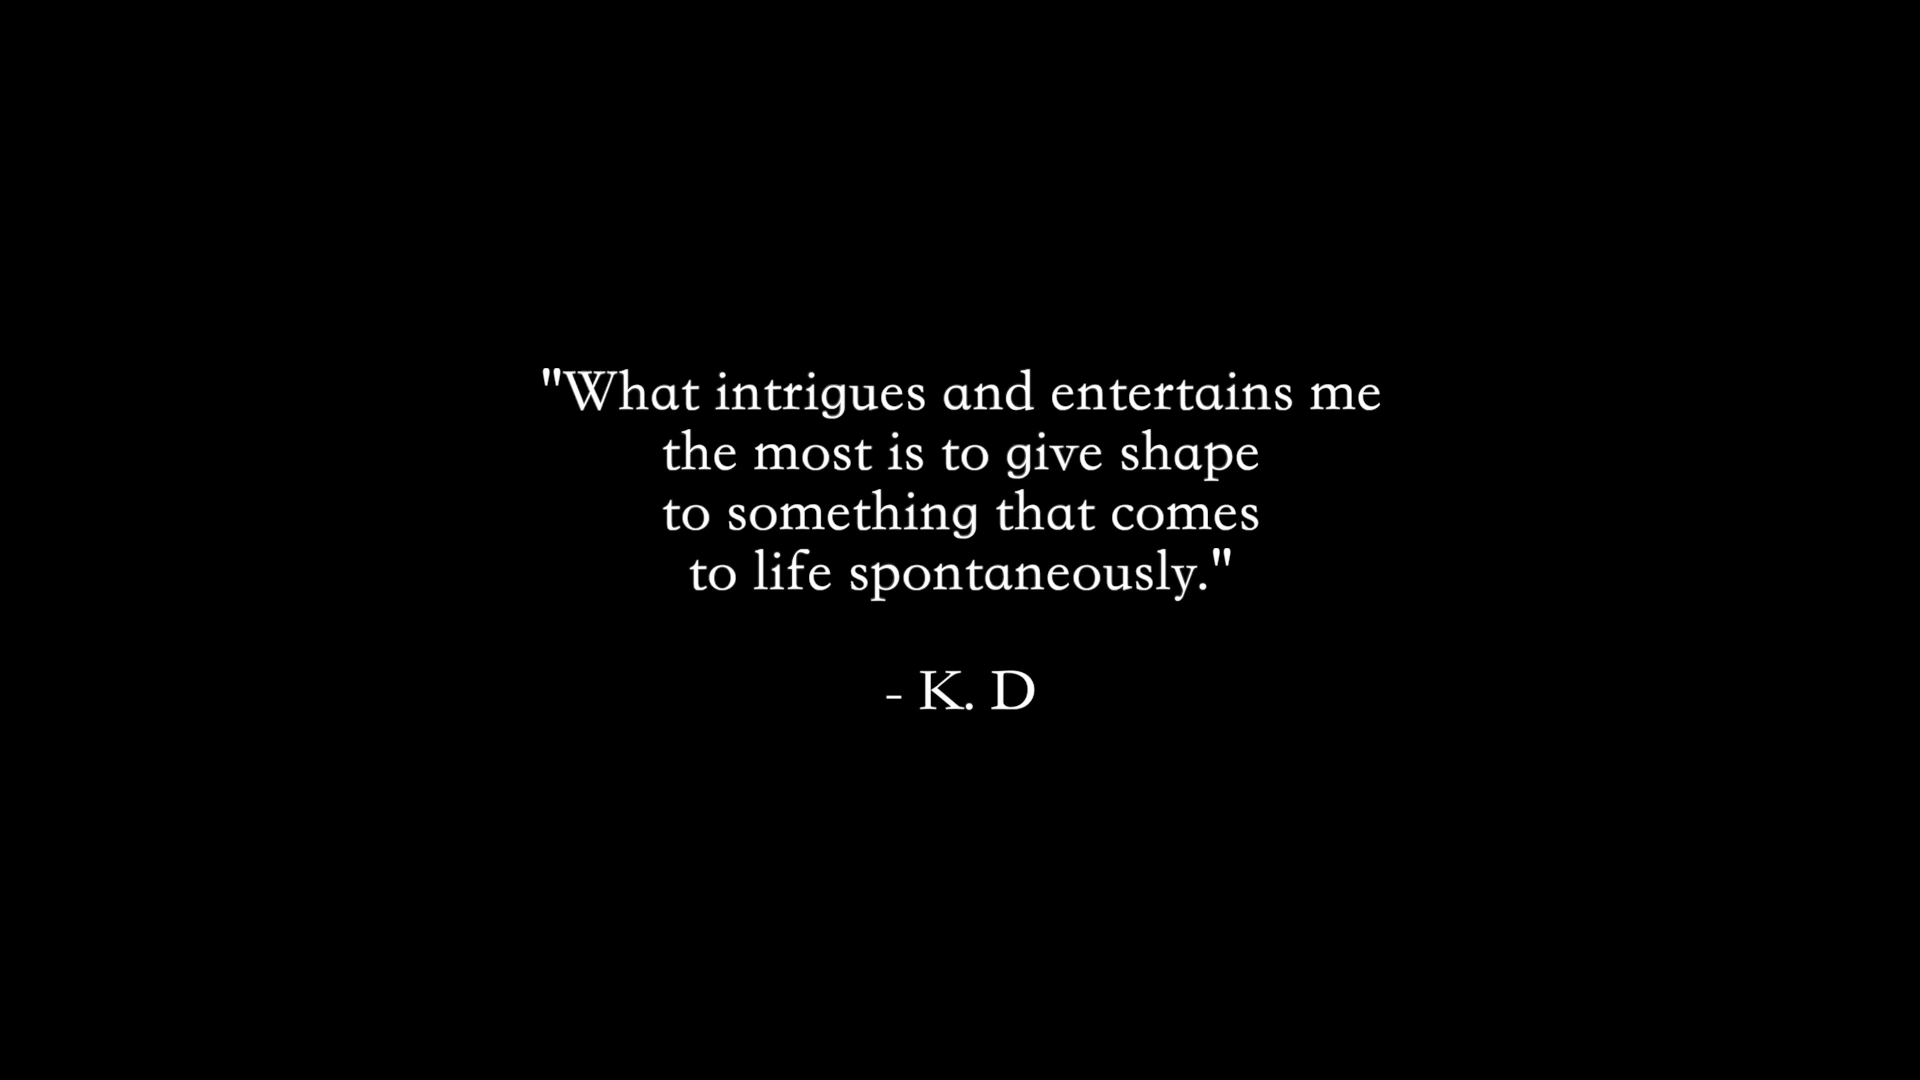 "What intrigues and entertains me
the most is to give shape
to something that comes
to life spontaneously."
- K. D